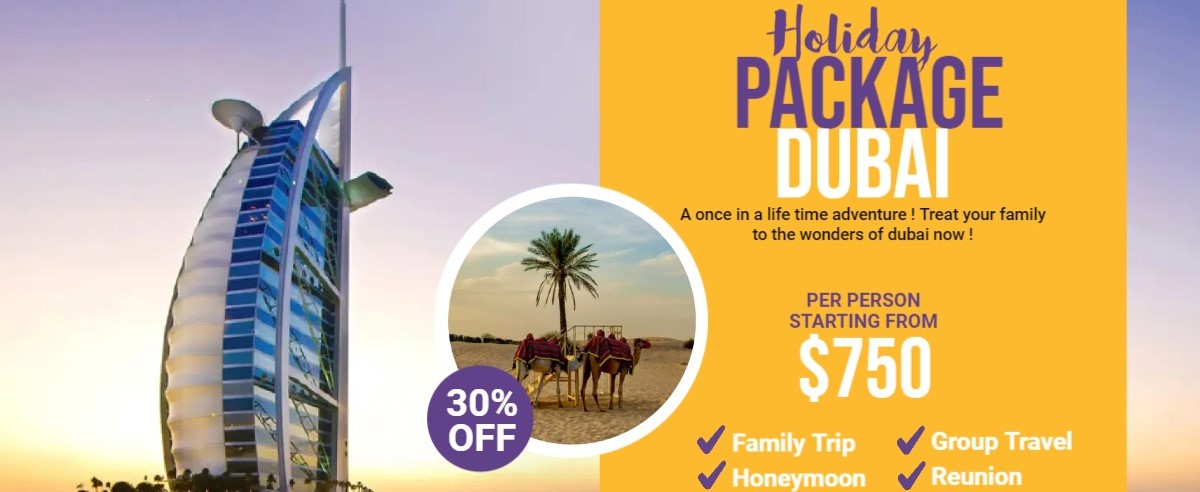 Holiday
PACKAGE
DUBAI
A once in a life time adventure ! Treat your family
to the wonders of dubai now !
PER PERSON
STARTING FROM
$750
30%
OFF
Family Trip
Group Travel
Honeymoon
Reunion